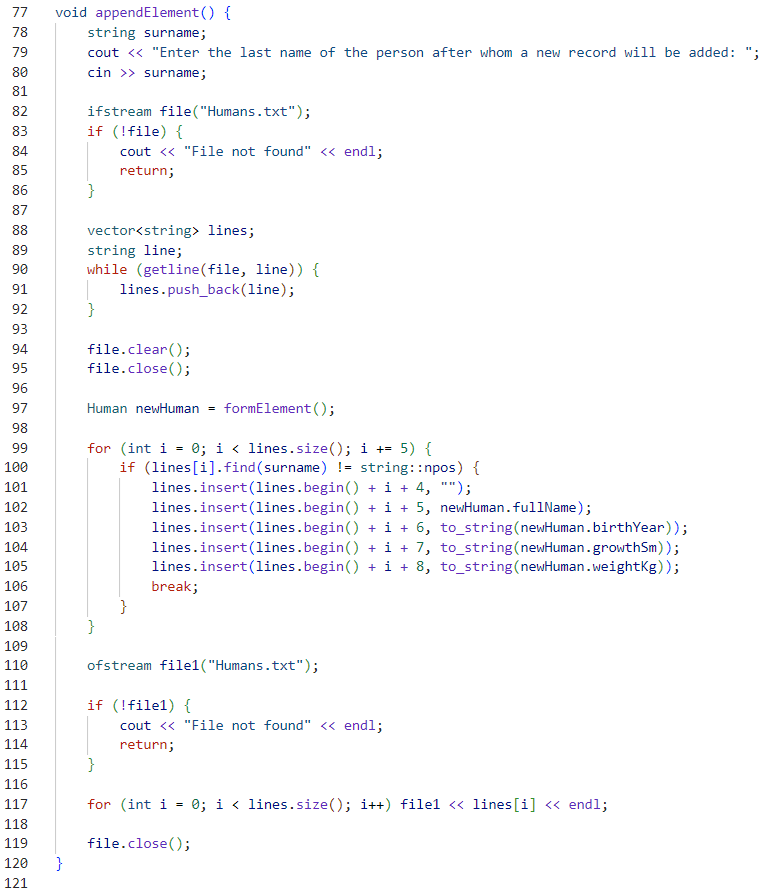 77 void appendElement() {
78 string surname;
79 cout << "Enter the last name of the person after whom a new record will be added: ";
80 cin >> surname;
81
82 ifstream file("Humans.txt");
83 if (!file) {
84 cout << "File not found" << endl;
85 return;
86 }
87
88 vector<string> lines;
89 string line;
90 while (getline(file, line)) {
91 lines.push_back(line);
92 }
93
94 file.clear();
95 file.close();
96
97 Human newHuman = formElement();
98
99 for (int i = 0; i < lines.size(); i += 5) {
100 if (lines[i].find(surname) != string::npos) {
101 lines.insert(lines.begin() + i + 4, "");
102 lines.insert(lines.begin() + i + 5, newHuman.fullName);
103 lines.insert(lines.begin() + i + 6, to_string(newHuman.birthYear));
104 lines.insert(lines.begin() + i + 7, to_string(newHuman.growthSm));
105 lines.insert(lines.begin() + i + 8, to_string(newHuman.weightKg));
106 break;
107 }
108 }
109
110 ofstream file1("Humans.txt");
111
112 if (!file1) {
113 cout << "File not found" << endl;
114 return;
115 }
116
117 for (int i = 0; i < lines.size(); i++) file1 << lines[i] << endl;
118
119 file.close();
120 }
121